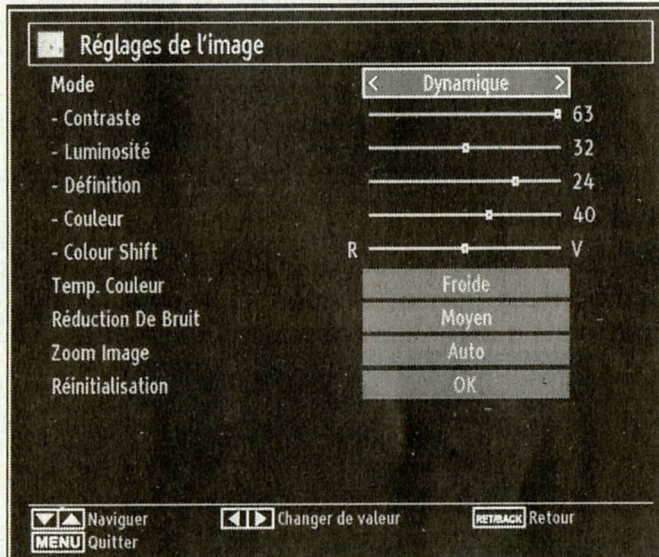 Réglages de l'image
Mode < Dynamique >
- Contraste 63
- Luminosité 32
- Définition 24
- Couleur 40
- Colour Shift R V
Temp. Couleur Froide
Réduction De Bruit Moyen
Zoom Image Auto
Réinitialisation OK
Naviguer Changer de valeur RET/BACK Retour
MENU Quitter